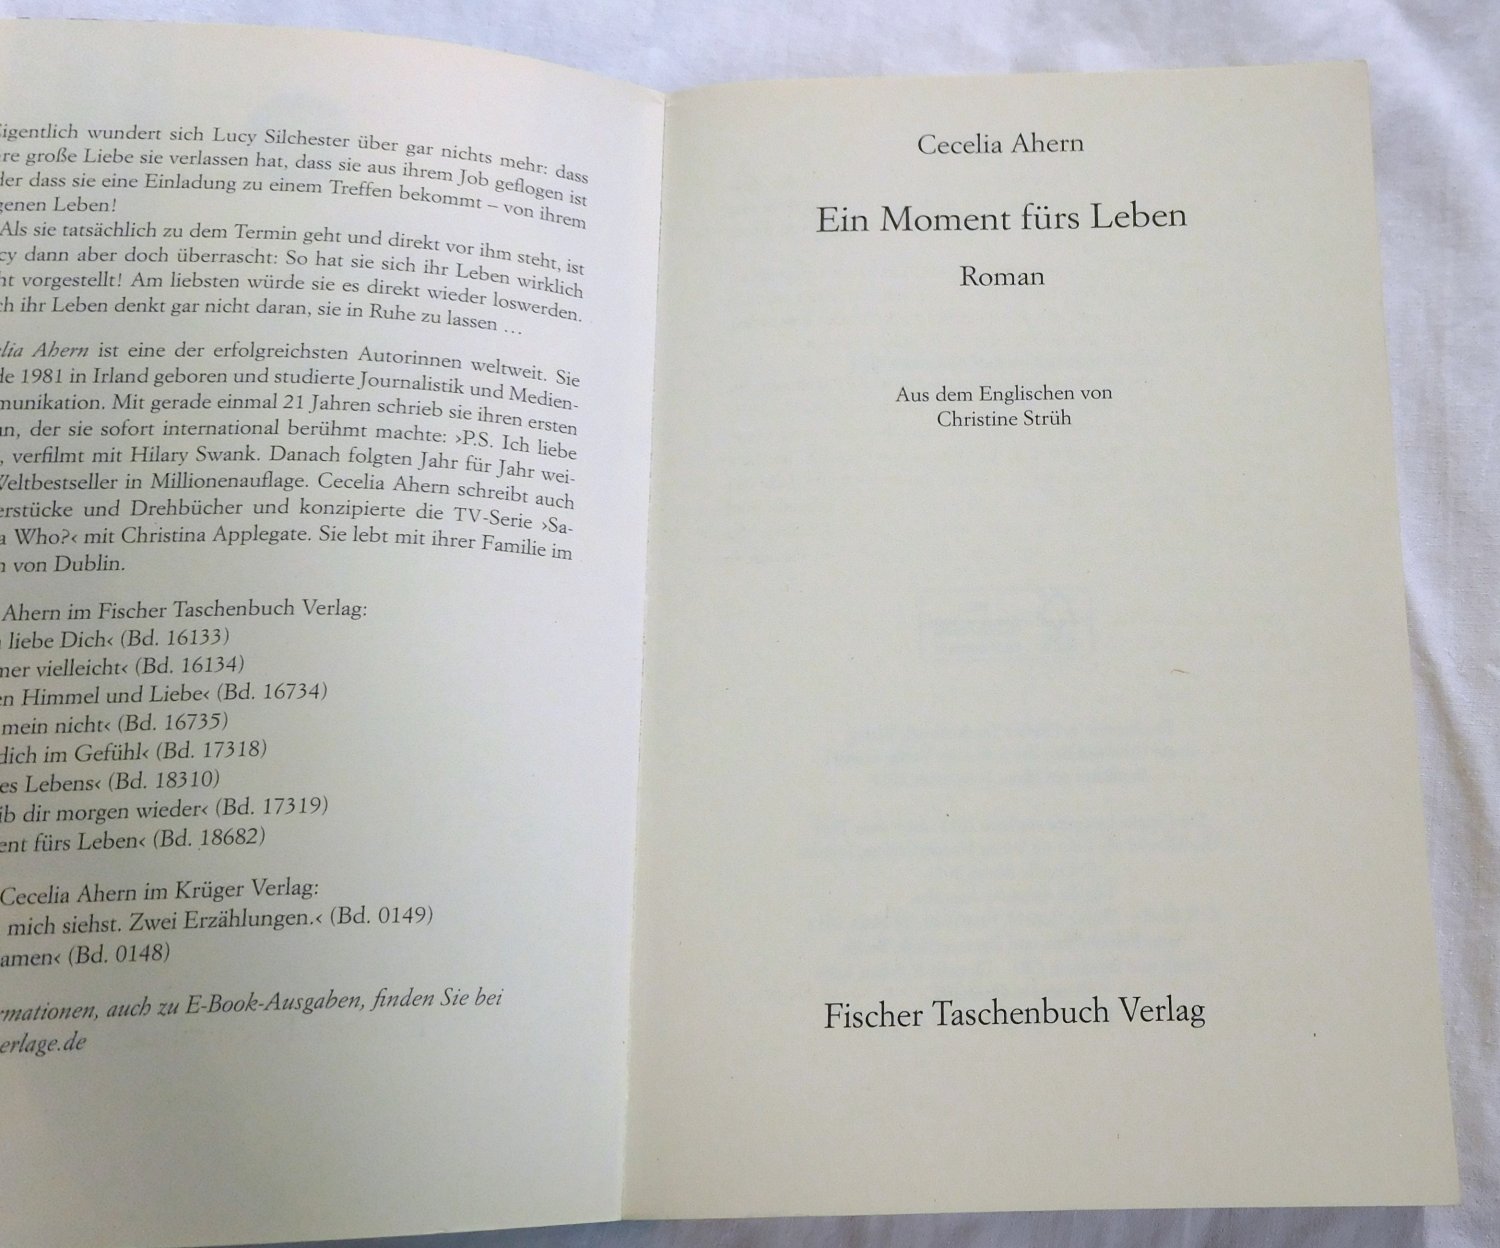 Eigentlich wundert sich Lucy Silchester über gar nichts mehr: dass
re große Liebe sie verlassen hat, dass sie aus ihrem Job geflogen ist
der dass sie eine Einladung zu einem Treffen bekommt – von ihrem
genen Leben!
Als sie tatsächlich zu dem Termin geht und direkt vor ihm steht, ist
cy dann aber doch überrascht: So hat sie sich ihr Leben wirklich
ht vorgestellt! Am liebsten würde sie es direkt wieder loswerden.
ch ihr Leben denkt gar nicht daran, sie in Ruhe zu lassen ...
elia Ahern ist eine der erfolgreichsten Autorinnen weltweit. Sie
de 1981 in Irland geboren und studierte Journalistik und Medien-
munikation. Mit gerade einmal 21 Jahren schrieb sie ihren ersten
an, der sie sofort international berühmt machte: ›P.S. Ich liebe
, verfilmt mit Hilary Swank. Danach folgten Jahr für Jahr wei-
Weltbestseller in Millionenauflage. Cecelia Ahern schreibt auch
erstücke und Drehbücher und konzipierte die TV-Serie ›Sa-
a Who?‹ mit Christina Applegate. Sie lebt mit ihrer Familie im
n von Dublin.
Ahern im Fischer Taschenbuch Verlag:
h liebe Dich‹ (Bd. 16133)
mer vielleicht‹ (Bd. 16134)
en Himmel und Liebe‹ (Bd. 16734)
mein nicht‹ (Bd. 16735)
dich im Gefühl‹ (Bd. 17318)
es Lebens‹ (Bd. 18310)
ib dir morgen wieder‹ (Bd. 17319)
ent fürs Leben‹ (Bd. 18682)
Cecelia Ahern im Krüger Verlag:
mich siehst. Zwei Erzählungen.‹ (Bd. 0149)
amen‹ (Bd. 0148)
rmationen, auch zu E-Book-Ausgaben, finden Sie bei
erlage.de
Cecelia Ahern
Ein Moment fürs Leben
Roman
Aus dem Englischen von
Christine Strüh
Fischer Taschenbuch Verlag